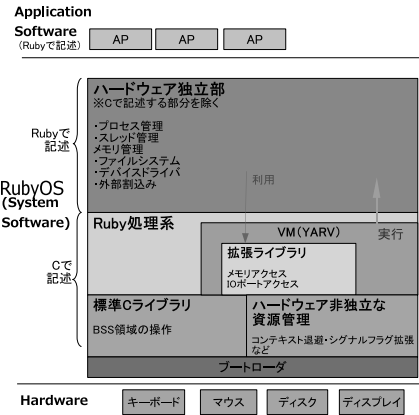 Application
Software
(Rubyで記述)
AP AP AP
ハードウェア独立部
※Cで記述する部分を除く
・プロセス管理
・スレッド管理
メモリ管理
・ファイルシステム
・デバイスドライバ
・外部割込み
Rubyで
記述
利用
RubyOS
(System
Software)
Ruby処理系
VM(YARV)
実行
拡張ライブラリ
メモリアクセス
IOポートアクセス
Cで
記述
標準Cライブラリ
BSS領域の操作
ハードウェア非独立な
資源管理
コンテキスト退避・シグナルフラグ拡張
など
ブートローダ
Hardware
キーボード マウス ディスク ディスプレイ